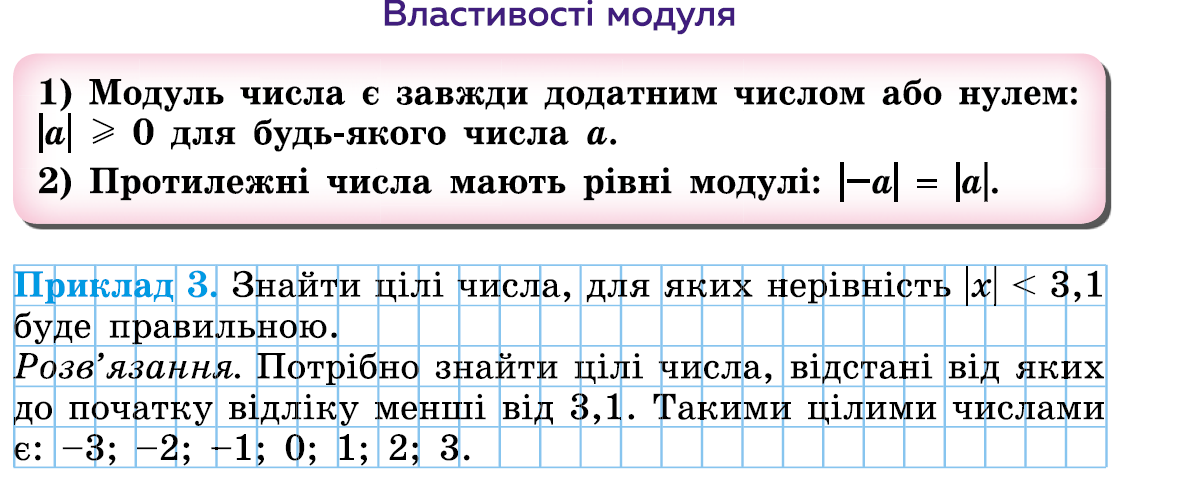 Властивості модуля
1) Модуль числа є завжди додатним числом або нулем:
|a| ⩾ 0 для будь-якого числа a.
2) Протилежні числа мають рівні модулі: |−a| = |a|.
Приклад 3. Знайти цілі числа, для яких нерівність |x| < 3,1
буде правильною.
Розв’язання. Потрібно знайти цілі числа, відстані від яких
до початку відліку менші від 3,1. Такими цілими числами
є: −3; −2; −1; 0; 1; 2; 3.